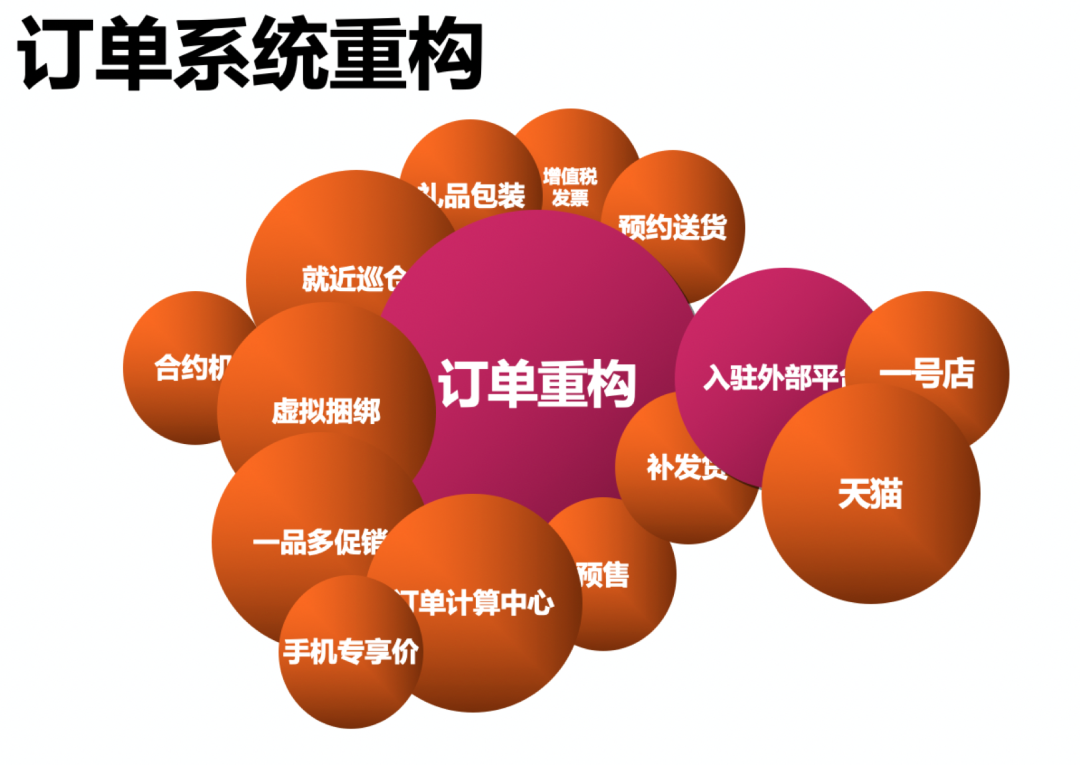 订单系统重构
礼品包装
增值税
发票
预约送货
就近巡仓
合约机
订单重构
入驻外部平台
一号店
虚拟捆绑
补发货
天猫
一品多促销
预售
订单计算中心
手机专享价